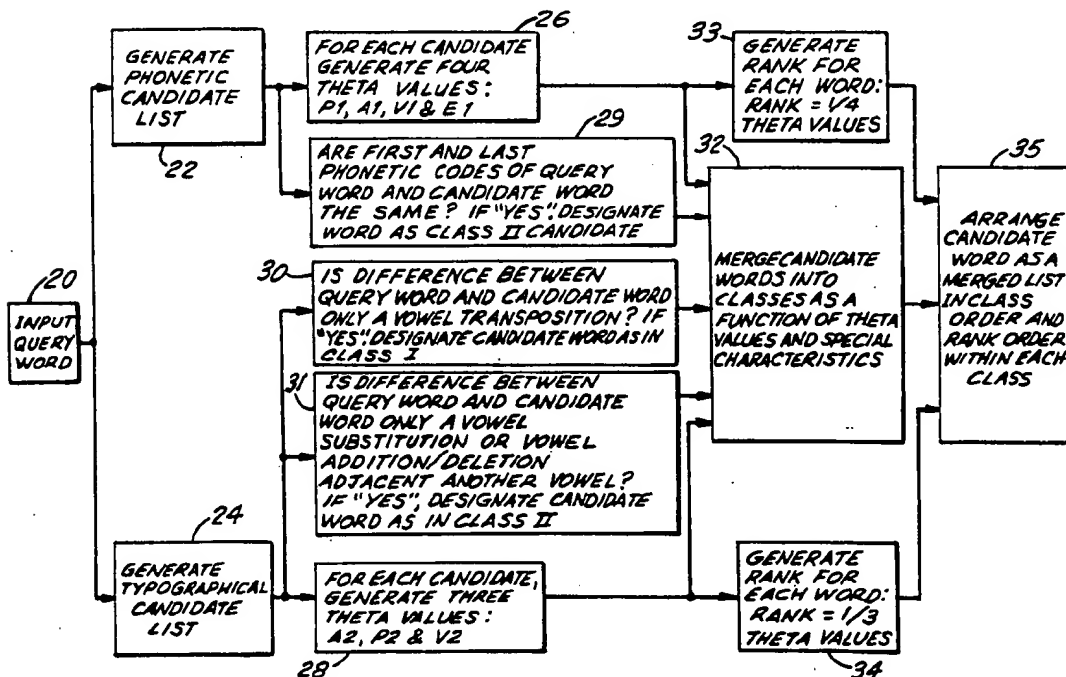 20
INPUT
QUERY
WORD
GENERATE
PHONETIC
CANDIDATE
LIST
22
24
GENERATE
TYPOGRAPHICAL
CANDIDATE
LIST
26
FOR EACH CANDIDATE
GENERATE FOUR
THETA VALUES:
P1, A1, V1 & E1
29
ARE FIRST AND LAST
PHONETIC CODES OF QUERY
WORD AND CANDIDATE WORD
THE SAME? IF "YES", DESIGNATE
WORD AS CLASS II CANDIDATE
30
IS DIFFERENCE BETWEEN
QUERY WORD AND CANDIDATE WORD
ONLY A VOWEL TRANSPOSITION? IF
"YES", DESIGNATE CANDIDATE WORD AS IN
CLASS I
31
IS DIFFERENCE BETWEEN
QUERY WORD AND CANDIDATE
WORD ONLY A VOWEL
SUBSTITUTION OR VOWEL
ADDITION/DELETION
ADJACENT ANOTHER VOWEL?
IF "YES", DESIGNATE CANDIDATE
WORD AS IN CLASS II
FOR EACH CANDIDATE,
GENERATE THREE
THETA VALUES:
A2, P2 & V2
28
33
GENERATE
RANK FOR
EACH WORD:
RANK = 1/4
THETA VALUES
32
MERGE CANDIDATE
WORDS INTO
CLASSES AS A
FUNCTION OF THETA
VALUES AND SPECIAL
CHARACTERISTICS
GENERATE
RANK FOR
EACH WORD:
RANK = 1/3
THETA VALUES
34
35
ARRANGE
CANDIDATE
WORD AS A
MERGED LIST
IN CLASS
ORDER AND
RANK ORDER
WITHIN EACH
CLASS